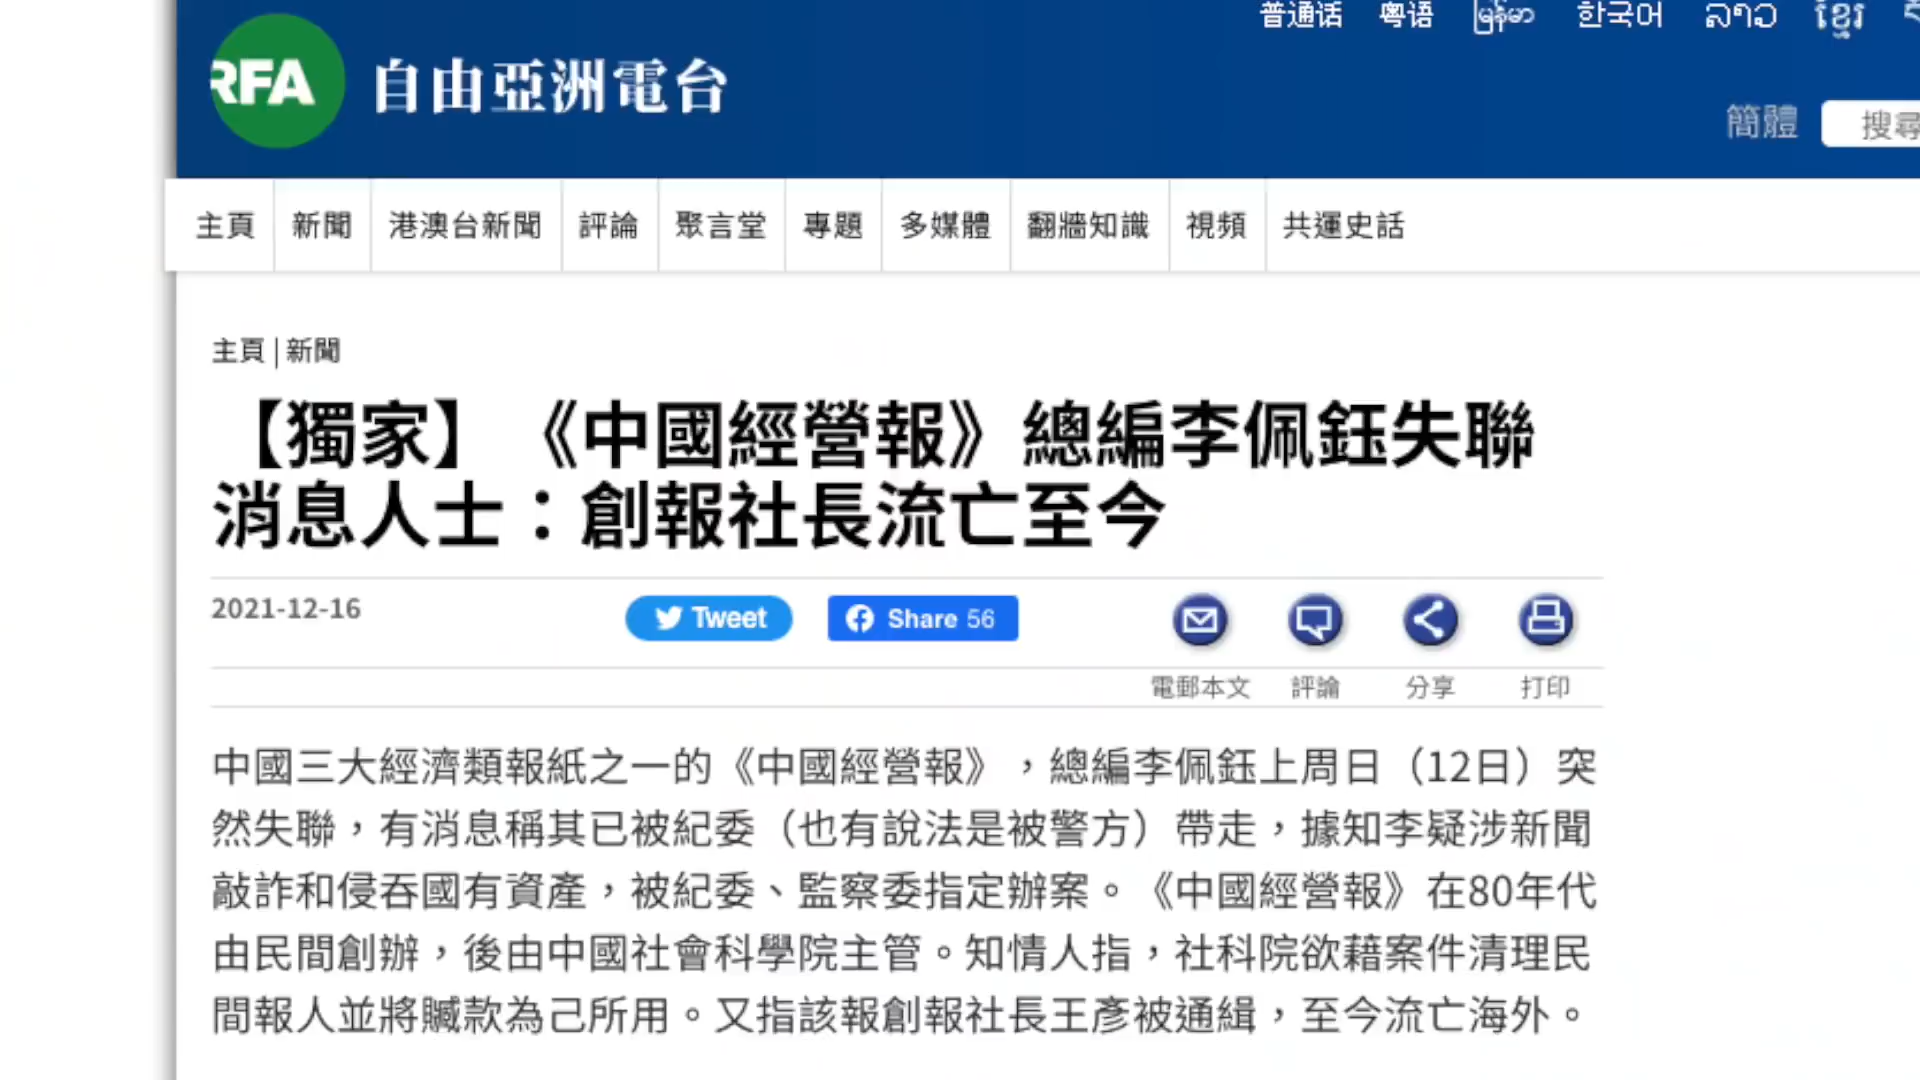 普通话 粤语 မြန်မာ 한국어 ລາວ ខ្មែរ
RFA 自由亞洲電台
簡體 搜尋
主頁 新聞 港澳台新聞 評論 聚言堂 專題 多媒體 翻牆知識 視頻 共運史話
主頁 | 新聞
【獨家】《中國經營報》總編李佩鈺失聯
消息人士：創報社長流亡至今
2021-12-16 Tweet Share 56
電郵本文 評論 分享 打印
中國三大經濟類報紙之一的《中國經營報》，總編李佩鈺上周日（12日）突
然失聯，有消息稱其已被紀委（也有說法是被警方）帶走，據知李疑涉新聞
敲詐和侵吞國有資產，被紀委、監察委指定辦案。《中國經營報》在80年代
由民間創辦，後由中國社會科學院主管。知情人指，社科院欲藉案件清理民
間報人並將贓款為己所用。又指該報創報社長王彥被通緝，至今流亡海外。